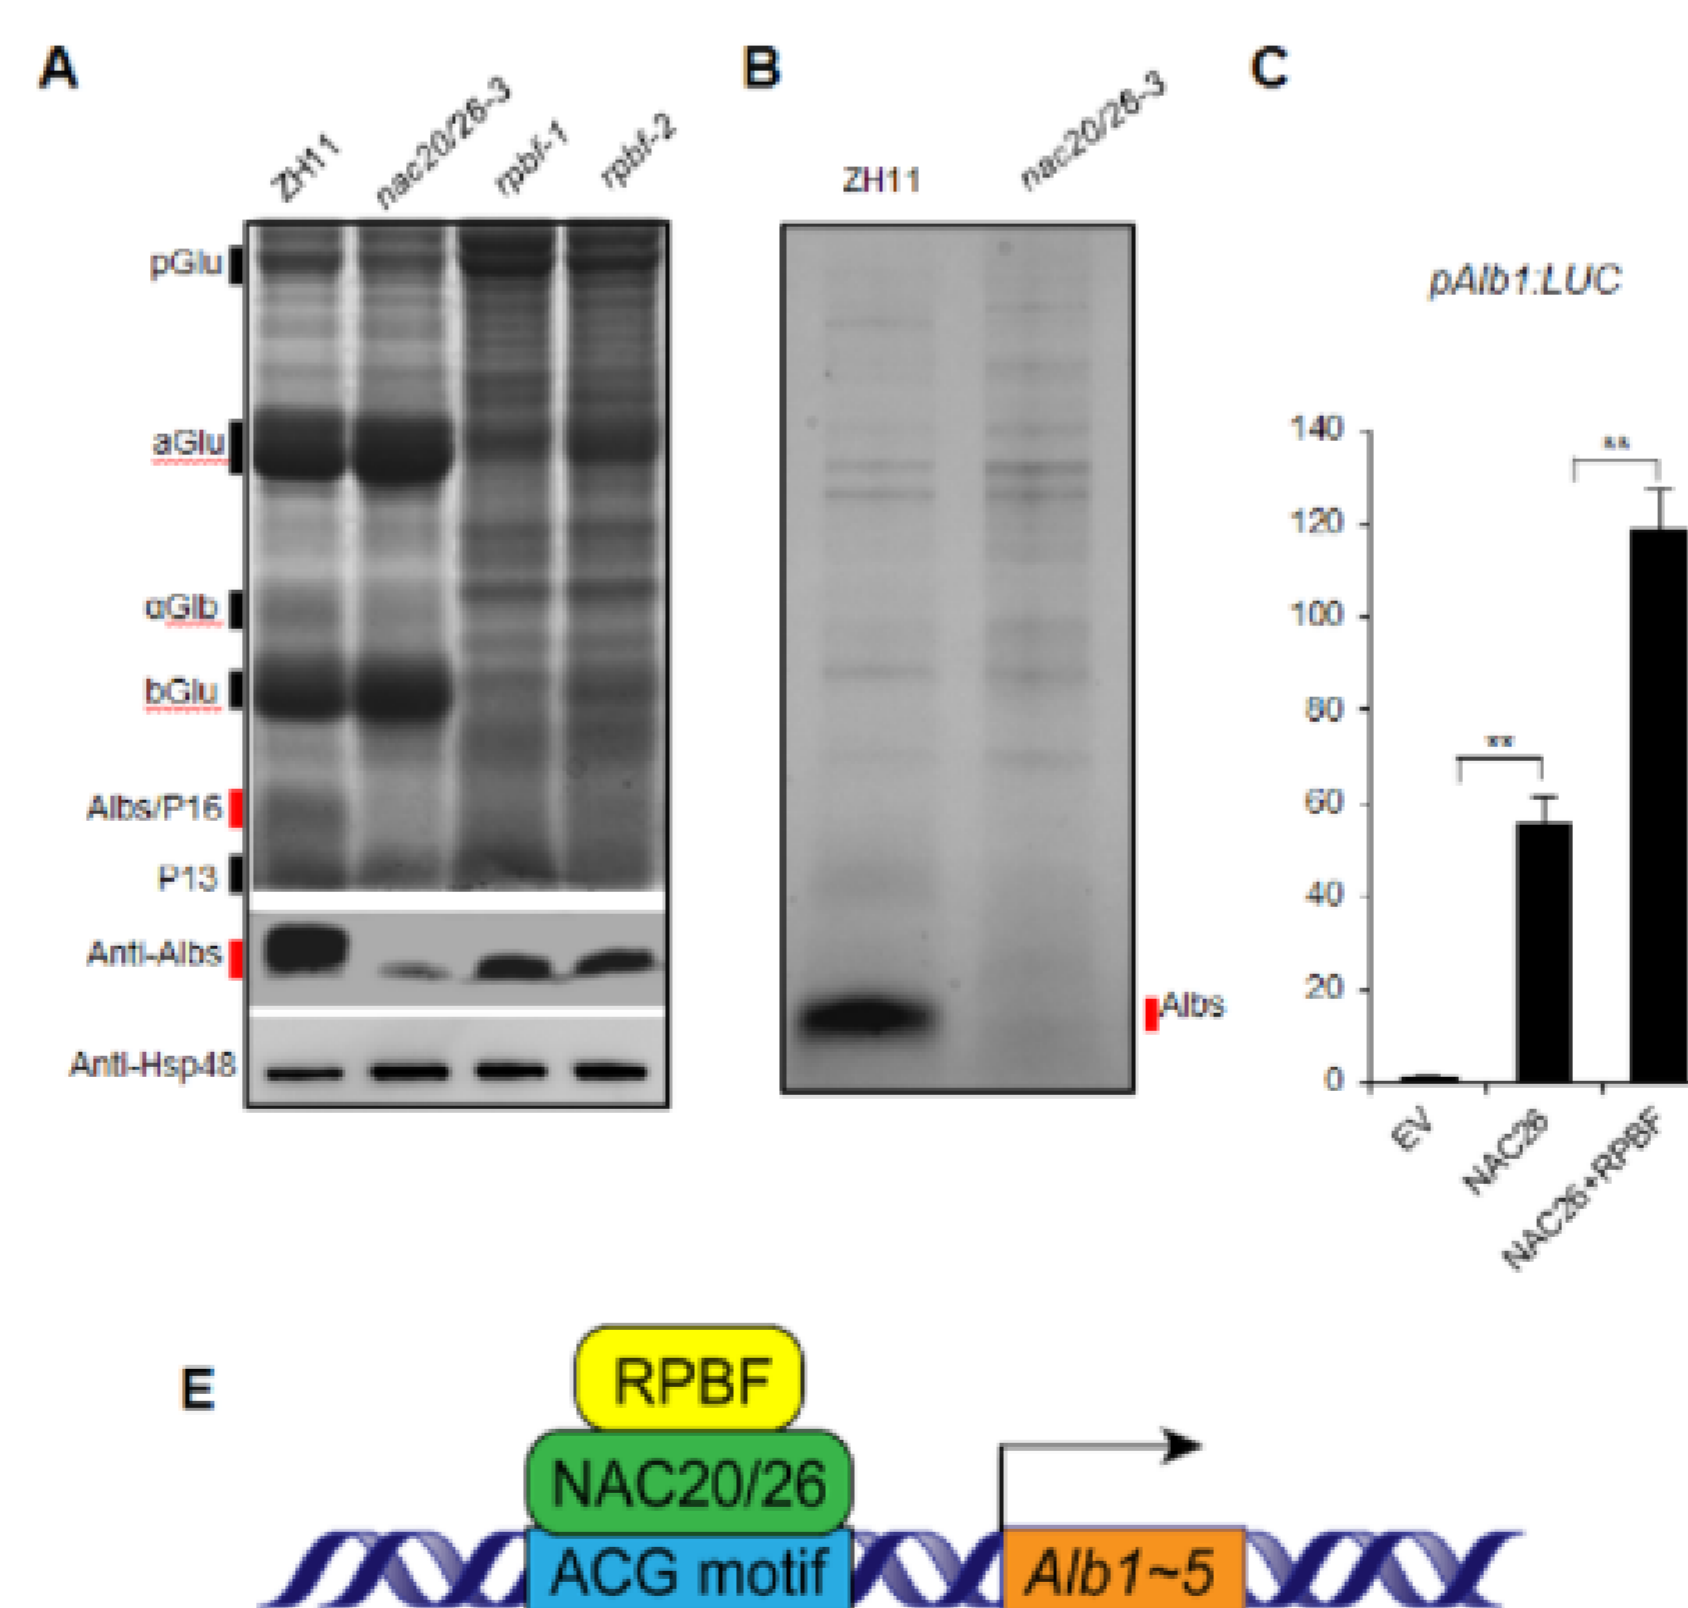 A
ZH11
nac20/26-3
rpbf-1
rpbf-2
pGlu
aGlu
αGlb
bGlu
Albs/P16
P13
Anti-Albs
Anti-Hsp48
B
ZH11
nac20/26-3
Albs
C
pAlb1:LUC
140
120
100
80
60
40
20
0
**
**
EV
NAC26
NAC26+RPBF
E
RPBF
NAC20/26
ACG motif
Alb1~5